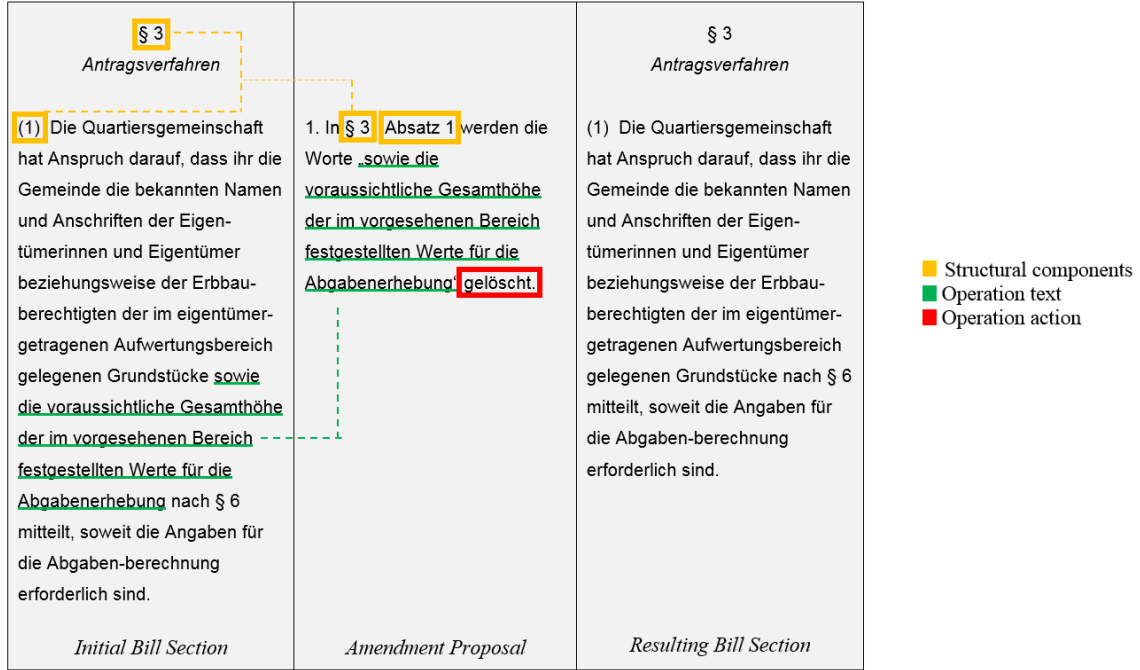 § 3
Antragsverfahren
(1) Die Quartiersgemeinschaft
hat Anspruch darauf, dass ihr die
Gemeinde die bekannten Namen
und Anschriften der Eigen-
tümerinnen und Eigentümer
beziehungsweise der Erbbau-
berechtigten der im eigentümer-
getragenen Aufwertungsbereich
gelegenen Grundstücke sowie
die voraussichtliche Gesamthöhe
der im vorgesehenen Bereich
festgestellten Werte für die
Abgabenerhebung nach § 6
mitteilt, soweit die Angaben für
die Abgaben-berechnung
erforderlich sind.
Initial Bill Section
1. In § 3 Absatz 1 werden die
Worte „sowie die
voraussichtliche Gesamthöhe
der im vorgesehenen Bereich
festgestellten Werte für die
Abgabenerhebung“ gelöscht.
Amendment Proposal
§ 3
Antragsverfahren
(1) Die Quartiersgemeinschaft
hat Anspruch darauf, dass ihr die
Gemeinde die bekannten Namen
und Anschriften der Eigen-
tümerinnen und Eigentümer
beziehungsweise der Erbbau-
berechtigten der im eigentümer-
getragenen Aufwertungsbereich
gelegenen Grundstücke nach § 6
mitteilt, soweit die Angaben für
die Abgaben-berechnung
erforderlich sind.
Resulting Bill Section
Structural components
Operation text
Operation action